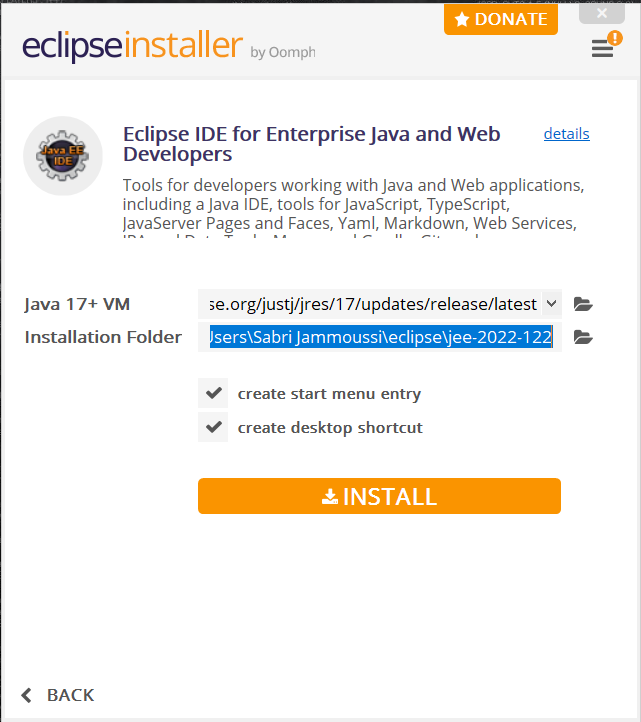 DONATE
eclipseinstaller by Oomph
!
Java EE
IDE
Eclipse IDE for Enterprise Java and Web
Developers
details
Tools for developers working with Java and Web applications,
including a Java IDE, tools for JavaScript, TypeScript,
JavaServer Pages and Faces, Yaml, Markdown, Web Services,
Java 17+ VM se.org/justj/jres/17/updates/release/latest
Installation Folder Users\Sabri Jammoussi\eclipse\jee-2022-122
create start menu entry
create desktop shortcut
INSTALL
BACK